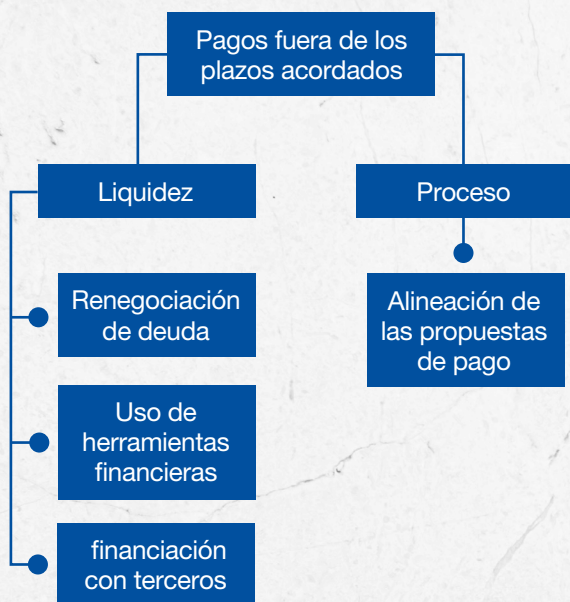 Pagos fuera de los
plazos acordados
Liquidez
Proceso
Renegociación
de deuda
Alineación de
las propuestas
de pago
Uso de
herramientas
financieras
financiación
con terceros